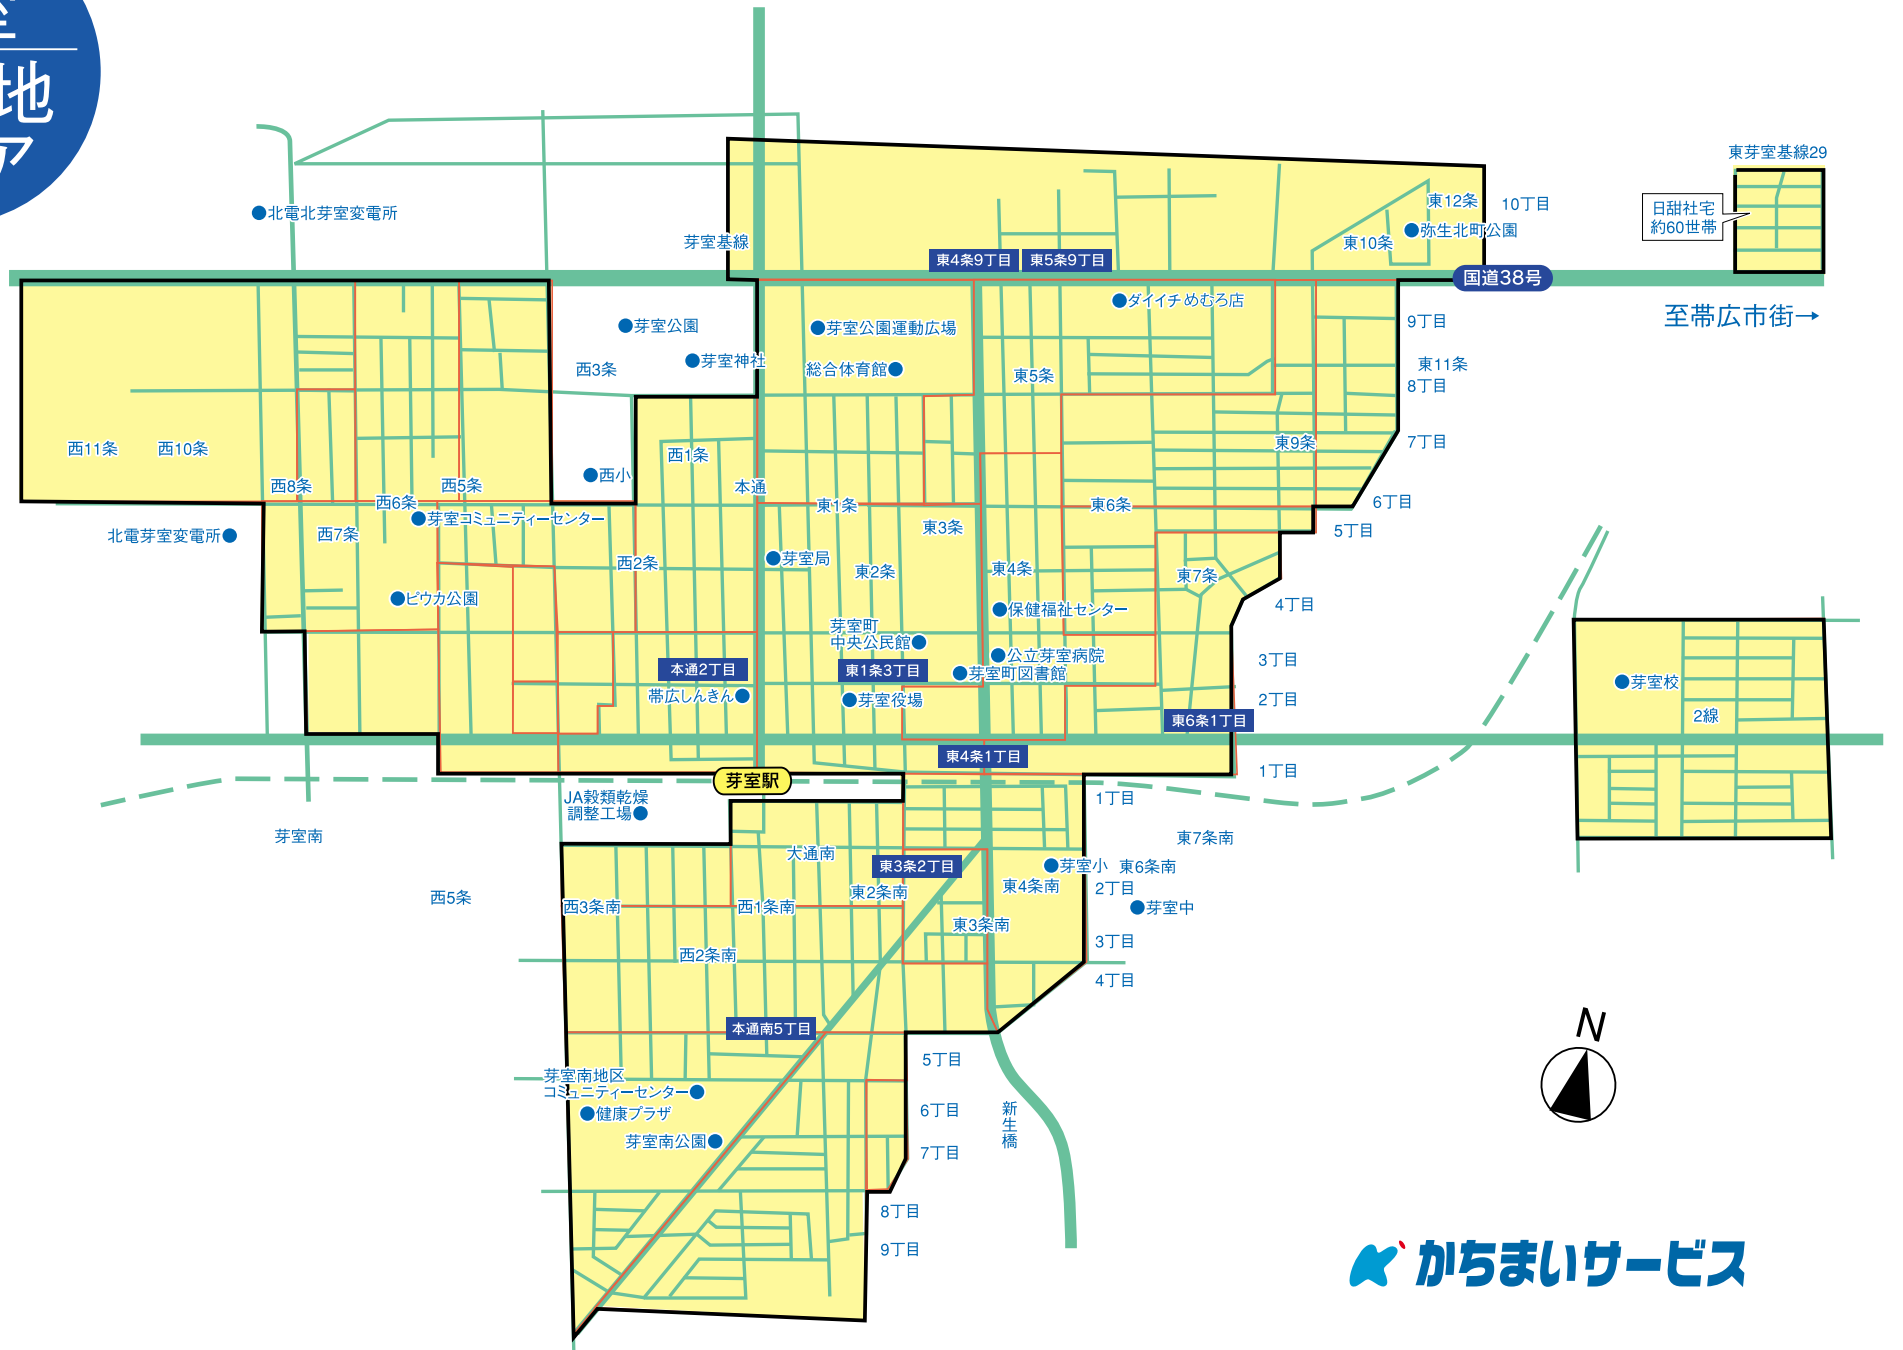 地
ア
東芽室基線29
日甜社宅
約60世帯
北電北芽室変電所
芽室基線
東12条
10丁目
弥生北町公園
東10条
東4条9丁目
東5条9丁目
国道38号
至帯広市街→
ダイイチめむろ店
芽室公園
芽室公園運動広場
9丁目
芽室神社
西3条
総合体育館
東5条
東11条
8丁目
西11条
西10条
西1条
東9条
7丁目
西小
西8条
西5条
本通
西6条
東1条
東6条
6丁目
芽室コミュニティーセンター
東3条
5丁目
北電芽室変電所
西7条
西2条
芽室局
東2条
東4条
東7条
ピウカ公園
保健福祉センター
4丁目
芽室町
中央公民館
公立芽室病院
3丁目
本通2丁目
東1条3丁目
芽室町図書館
芽室校
帯広しんきん
芽室役場
2丁目
東6条1丁目
2線
東4条1丁目
1丁目
芽室駅
JA穀類乾燥
調整工場
1丁目
芽室南
東7条南
大通南
東3条2丁目
芽室小
東6条南
西5条
東2条南
東4条南
2丁目
西3条南
西1条南
芽室中
東3条南
3丁目
西2条南
4丁目
本通南5丁目
5丁目
芽室南地区
コミュニティーセンター
健康プラザ
6丁目
新生橋
芽室南公園
7丁目
8丁目
9丁目
N
かちまいサービス